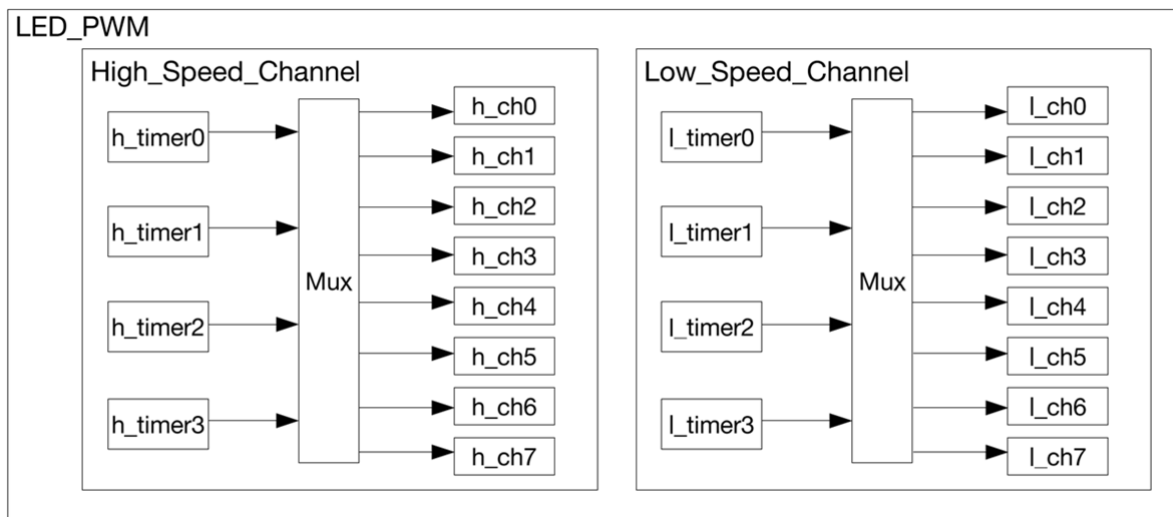 LED_PWM
High_Speed_Channel
h_timer0
h_timer1
h_timer2
h_timer3
Mux
h_ch0
h_ch1
h_ch2
h_ch3
h_ch4
h_ch5
h_ch6
h_ch7
Low_Speed_Channel
l_timer0
l_timer1
l_timer2
l_timer3
Mux
l_ch0
l_ch1
l_ch2
l_ch3
l_ch4
l_ch5
l_ch6
l_ch7